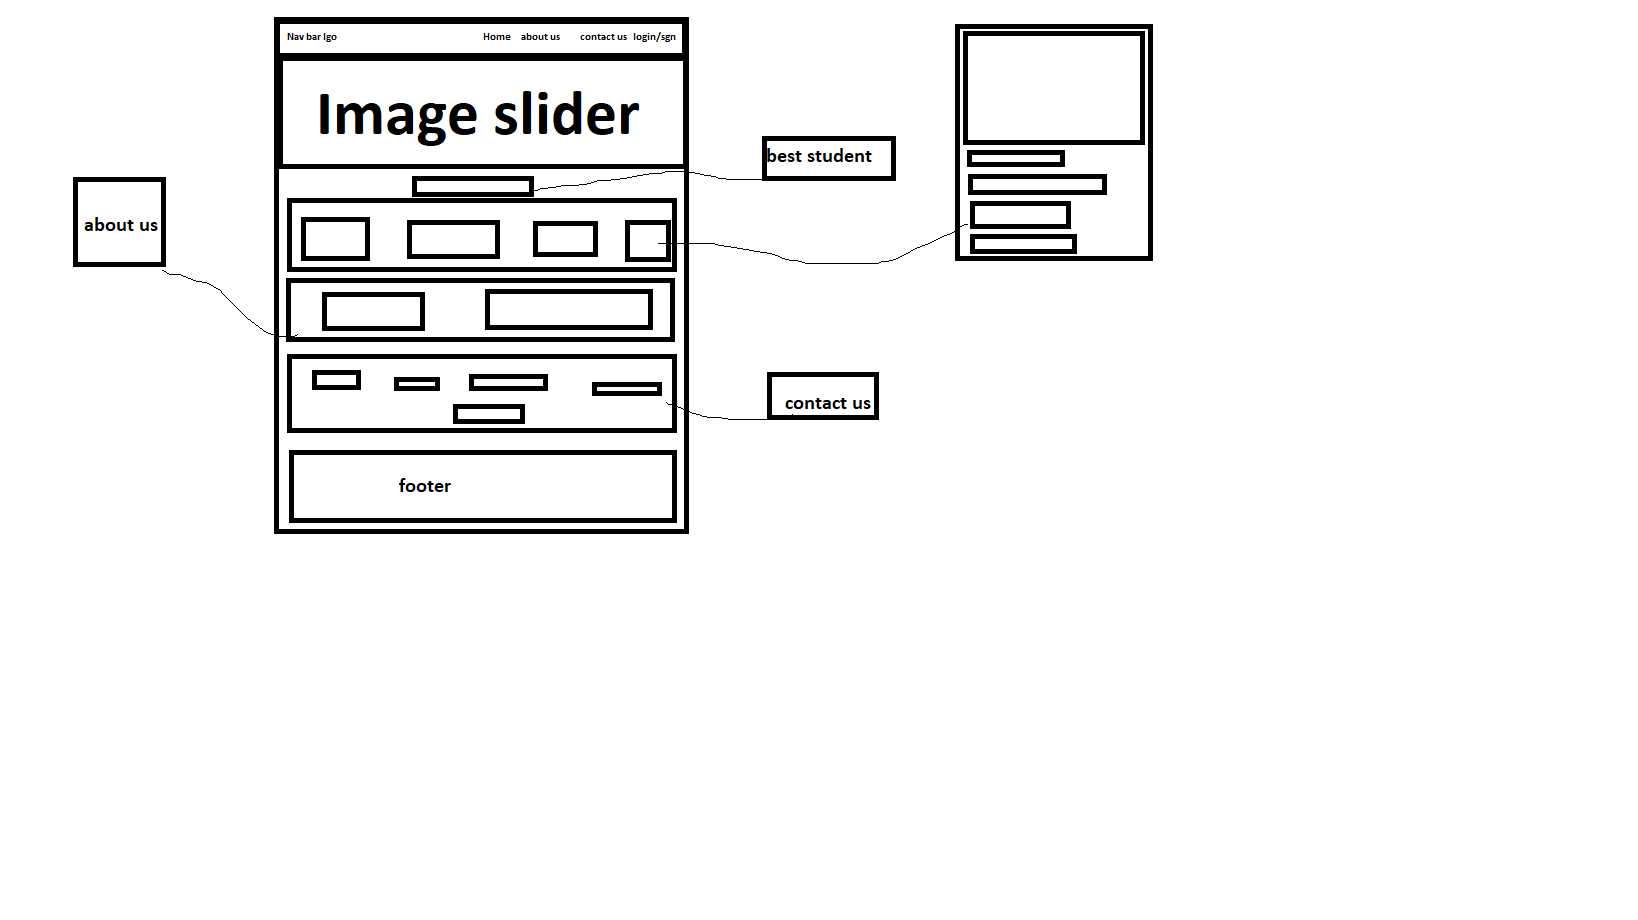 Nav bar lgo
Home about us contact us login/sgn
Image slider
best student
about us
contact us
footer